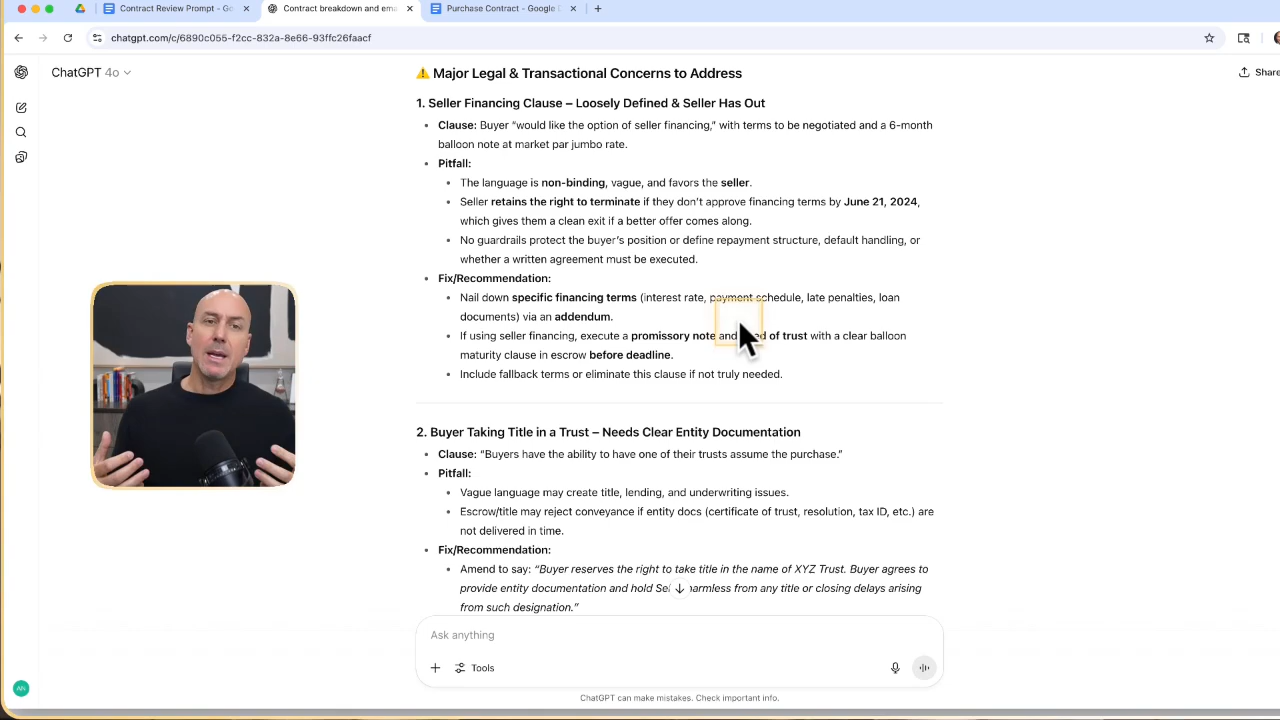 Contract Review Prompt - Go
Contract breakdown and ema
Purchase Contract - Google D
chatgpt.com/c/6890c055-f2cc-832a-8e66-93ffc26faacf
ChatGPT 4o
Share
⚠️ Major Legal & Transactional Concerns to Address
1. Seller Financing Clause – Loosely Defined & Seller Has Out
Clause: Buyer “would like the option of seller financing,” with terms to be negotiated and a 6-month
balloon note at market par jumbo rate.
Pitfall:
The language is non-binding, vague, and favors the seller.
Seller retains the right to terminate if they don’t approve financing terms by June 21, 2024,
which gives them a clean exit if a better offer comes along.
No guardrails protect the buyer’s position or define repayment structure, default handling, or
whether a written agreement must be executed.
Fix/Recommendation:
Nail down specific financing terms (interest rate, payment schedule, late penalties, loan
documents) via an addendum.
If using seller financing, execute a promissory note and of trust with a clear balloon
maturity clause in escrow before deadline.
Include fallback terms or eliminate this clause if not truly needed.
2. Buyer Taking Title in a Trust – Needs Clear Entity Documentation
Clause: “Buyers have the ability to have one of their trusts assume the purchase.”
Pitfall:
Vague language may create title, lending, and underwriting issues.
Escrow/title may reject conveyance if entity docs (certificate of trust, resolution, tax ID, etc.) are
not delivered in time.
Fix/Recommendation:
Amend to say: “Buyer reserves the right to take title in the name of XYZ Trust. Buyer agrees to
provide entity documentation and hold harmless from any title or closing delays arising
from such designation.”
Ask anything
Tools
AN
ChatGPT can make mistakes. Check important info.